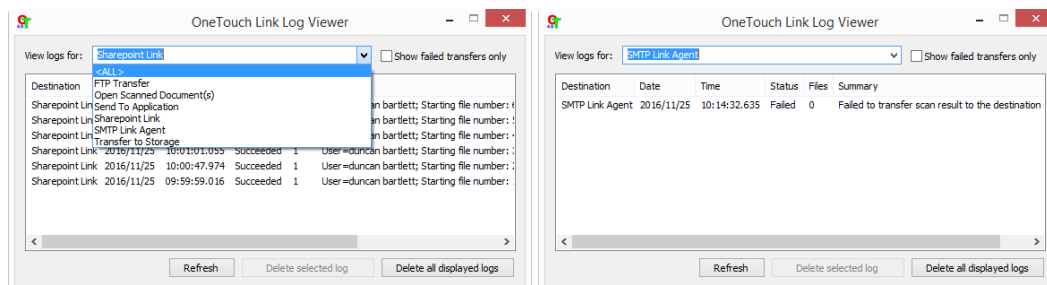 OneTouch Link Log Viewer
View logs for: Sharepoint Link Show failed transfers only
<ALL>
FTP Transfer
Open Scanned Document(s)
Send To Application
Sharepoint Link
SMTP Link Agent
Transfer to Storage
Destination
Sharepoint Lin an bartlett; Starting file number:
Sharepoint Lin an bartlett; Starting file number:
Sharepoint Lin an bartlett; Starting file number:
Sharepoint Link 2016/11/25 10:01:01.055 Succeeded 1 User=duncan bartlett; Starting file number:
Sharepoint Link 2016/11/25 10:00:47.974 Succeeded 1 User=duncan bartlett; Starting file number:
Sharepoint Link 2016/11/25 09:59:59.016 Succeeded 1 User=duncan bartlett; Starting file number:
Refresh Delete selected log Delete all displayed logs
OneTouch Link Log Viewer
View logs for: SMTP Link Agent Show failed transfers only
Destination Date Time Status Files Summary
SMTP Link Agent 2016/11/25 10:14:32.635 Failed 0 Failed to transfer scan result to the destination
Refresh Delete selected log Delete all displayed logs